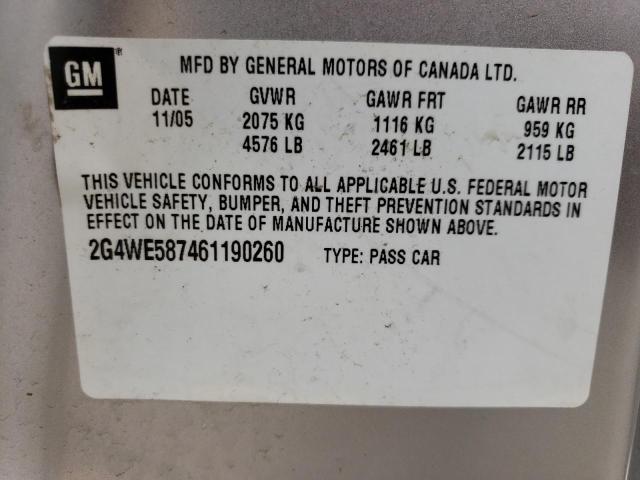 GM®
MFD BY GENERAL MOTORS OF CANADA LTD.
DATE GVWR GAWR FRT GAWR RR
11/05 2075 KG 1116 KG 959 KG
4576 LB 2461 LB 2115 LB
THIS VEHICLE CONFORMS TO ALL APPLICABLE U.S. FEDERAL MOTOR
VEHICLE SAFETY, BUMPER, AND THEFT PREVENTION STANDARDS IN
EFFECT ON THE DATE OF MANUFACTURE SHOWN ABOVE.
2G4WE587461190260 TYPE: PASS CAR